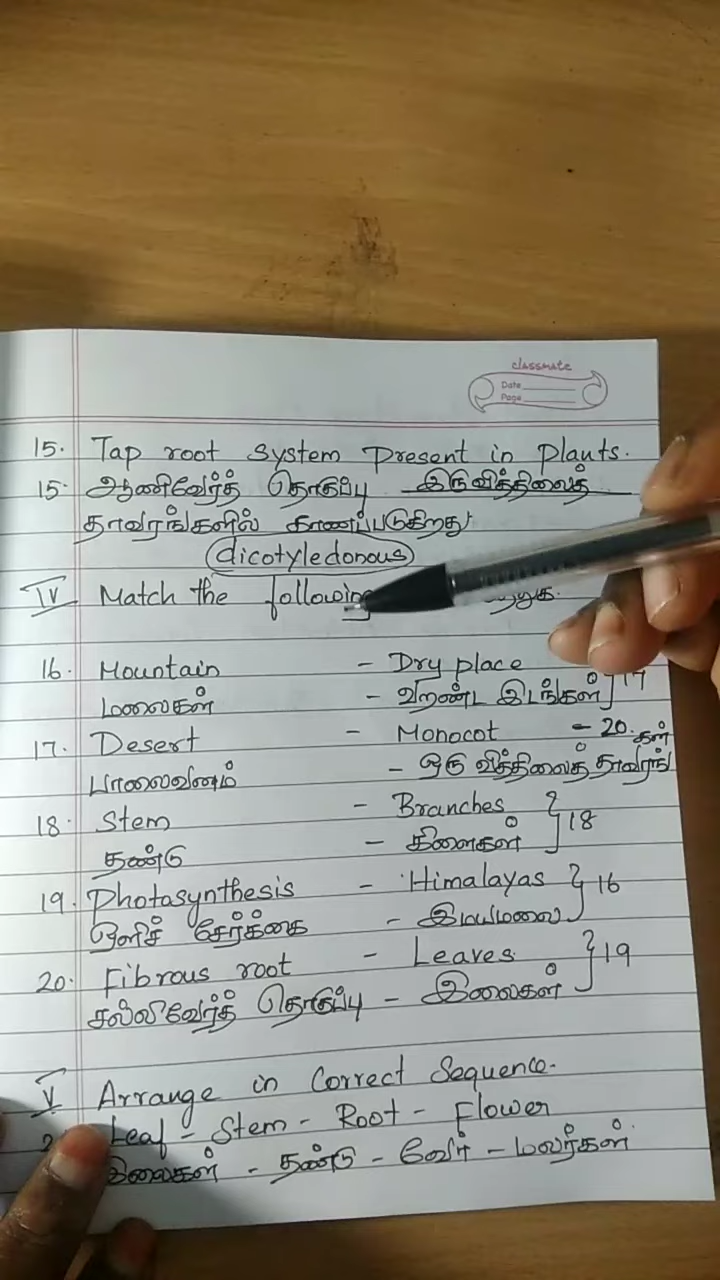 classmate
Date
Page
15. Tap root system Present in Plants.
15. ஆணிவேர்த் தொகுப்பு இருவித்திலைத்
தாவரங்களில் காணப்படுகிறது
dicotyledonous
IV Match the following
16. Mountain - Dry place
மலைகள் - வறண்ட இடங்கள் } 17
17. Desert - Monocot - 20.
பாலைவனம் - ஒரு வித்திலைத் தாவரங்கள்
18. Stem - Branches
தண்டு - கிளைகள் } 18
19. Photasynthesis - Himalayas
ஒளிச் சேர்க்கை - இமயமலை } 16
20. Fibrous root - Leaves
சல்லிவேர்த் தொகுப்பு - இலைகள் } 19
V Arrange in Correct Sequence.
Leaf - Stem - Root - Flower
இலைகள் - தண்டு - வேர் - மலர்கள்.